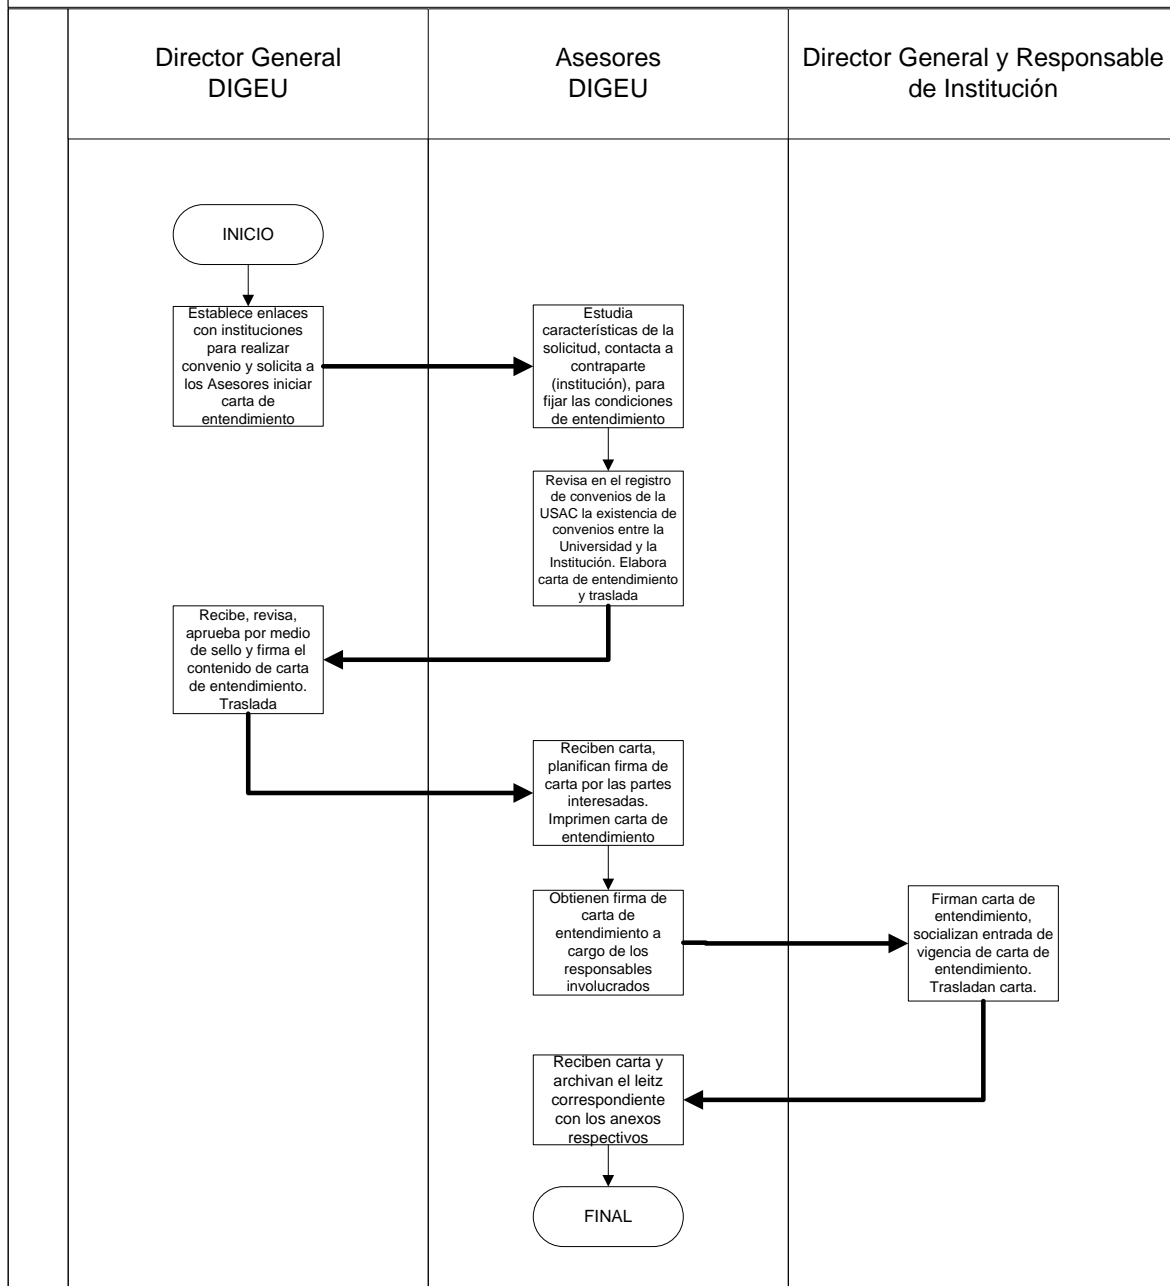 Director General
DIGEU
Asesores
DIGEU
Director General y Responsable
de Institución
INICIO
Establece enlaces
con instituciones
para realizar
convenio y solicita a
los Asesores iniciar
carta de
entendimiento
Estudia
características de la
solicitud, contacta a
contraparte
(institución), para
fijar las condiciones
de entendimiento
Revisa en el registro
de convenios de la
USAC la existencia de
convenios entre la
Universidad y la
Institución. Elabora
carta de entendimiento
y traslada
Recibe, revisa,
aprueba por medio
de sello y firma el
contenido de carta
de entendimiento.
Traslada
Reciben carta,
planifican firma de
carta por las partes
interesadas.
Imprimen carta de
entendimiento
Obtienen firma de
carta de
entendimiento a
cargo de los
responsables
involucrados
Firman carta de
entendimiento,
socializan entrada de
vigencia de carta de
entendimiento.
Trasladan carta.
Reciben carta y
archivan el leitz
correspondiente
con los anexos
respectivos
FINAL